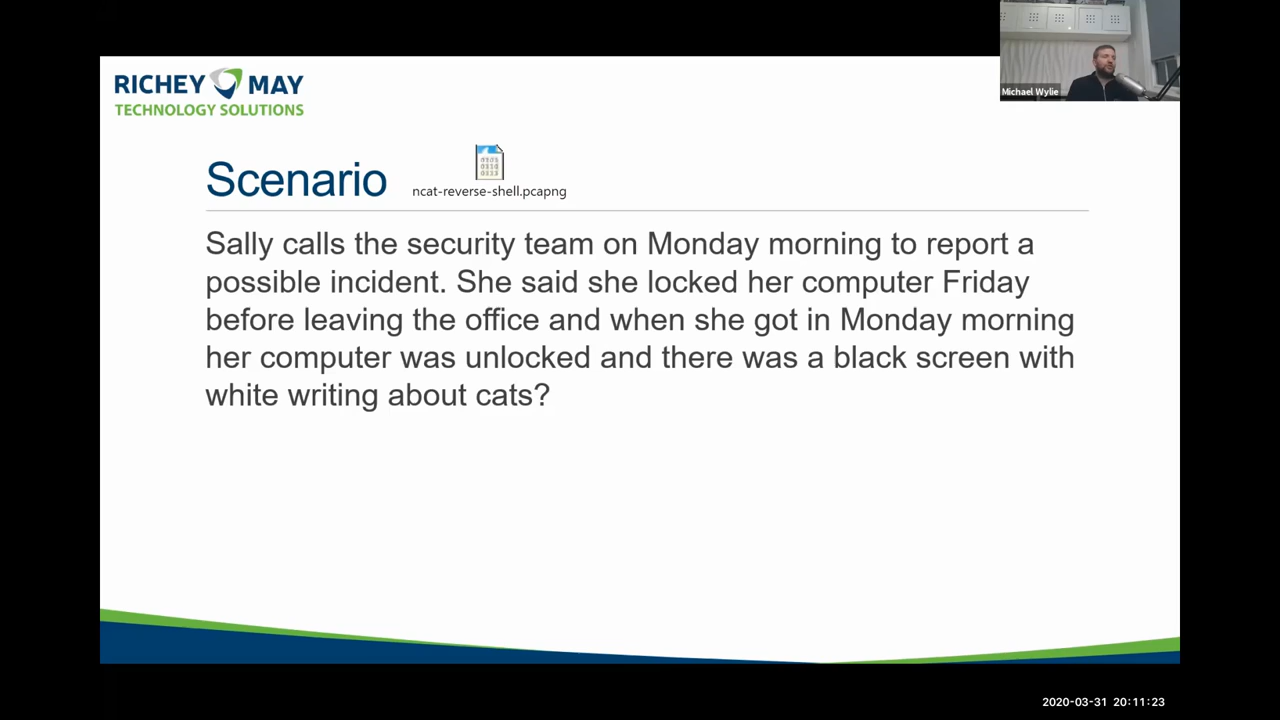 RICHEY MAY
TECHNOLOGY SOLUTIONS
Michael Wylie
Scenario
ncat-reverse-shell.pcapng
Sally calls the security team on Monday morning to report a
possible incident. She said she locked her computer Friday
before leaving the office and when she got in Monday morning
her computer was unlocked and there was a black screen with
white writing about cats?
2020-03-31 20:11:23